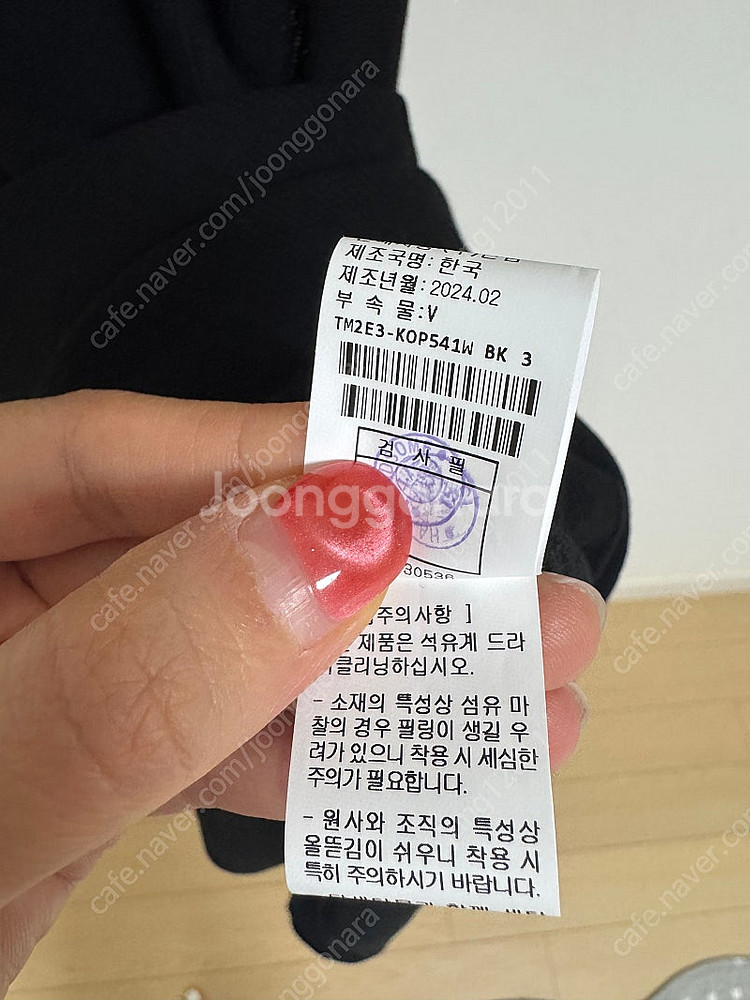 제조국명:한국
제조년월:2024.02
부 속 물:V
TM2E3-KOP541W BK 3
검 사 필
30536
주의사항 ]
제품은 석유계 드라
클리닝하십시오.
- 소재의 특성상 섬유 마
찰의 경우 필링이 생길 우
려가 있으니 착용 시 세심한
주의가 필요합니다.
- 원사와 조직의 특성상
올뜯김이 쉬우니 착용 시
특히 주의하시기 바랍니다.
Joonggonara
cafe.naver.com/joonggonara